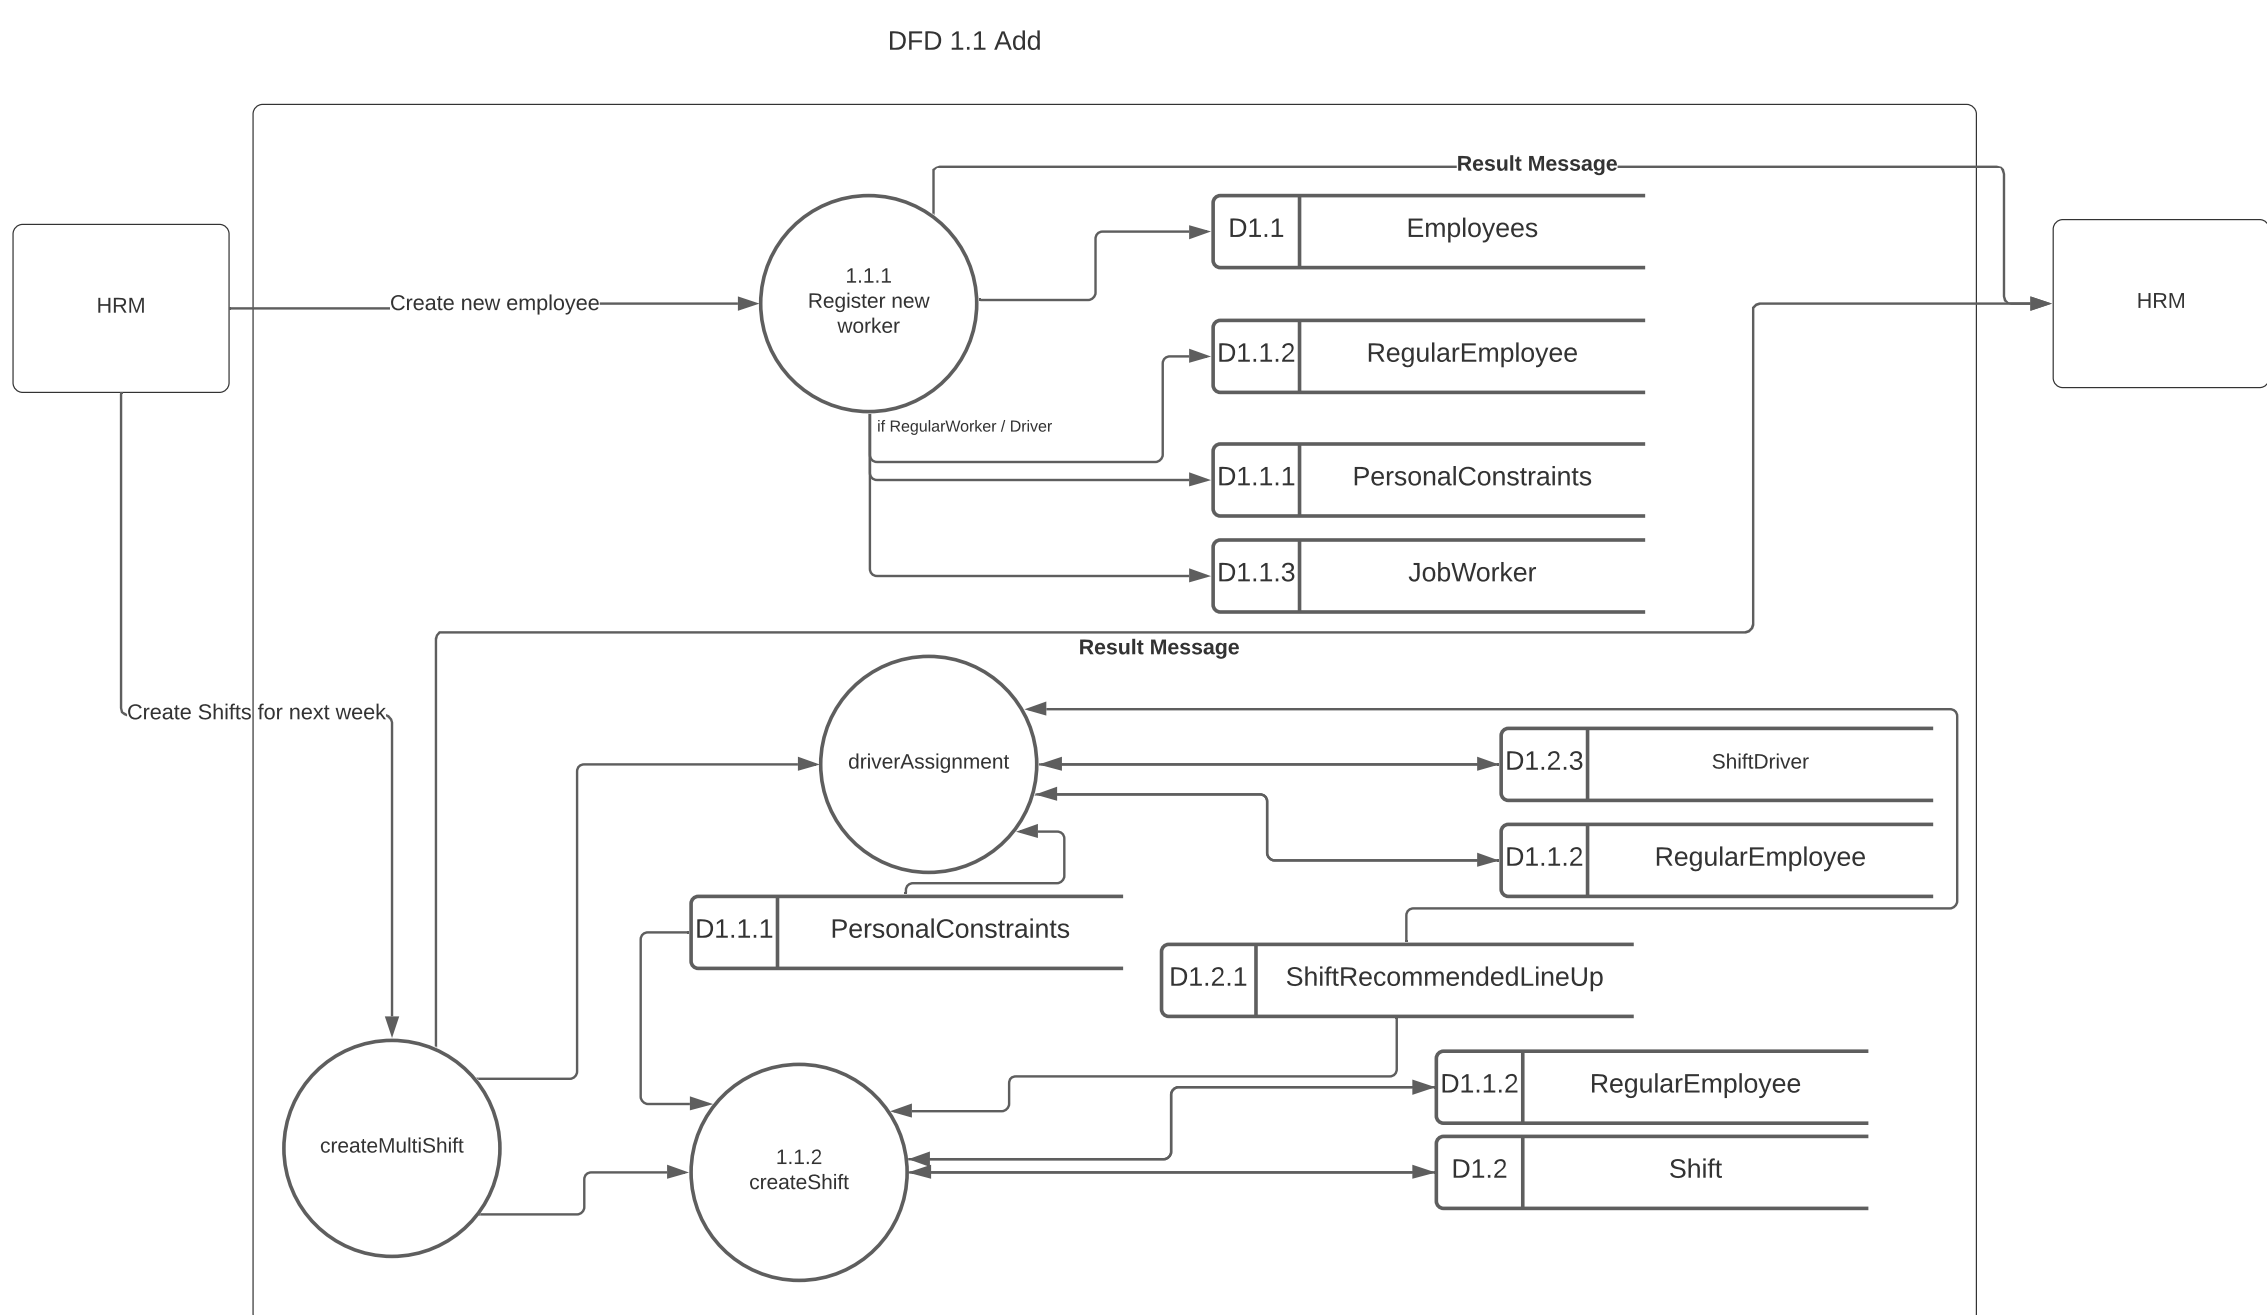 DFD 1.1 Add
Result Message
D1.1
Employees
HRM
Create new employee
1.1.1
Register new
worker
HRM
D1.1.2
RegularEmployee
if RegularWorker / Driver
D1.1.1
PersonalConstraints
D1.1.3
JobWorker
Result Message
Create Shifts for next week
driverAssignment
D1.2.3
ShiftDriver
D1.1.2
RegularEmployee
D1.1.1
PersonalConstraints
D1.2.1
ShiftRecommendedLineUp
D1.1.2
RegularEmployee
createMultiShift
1.1.2
createShift
D1.2
Shift